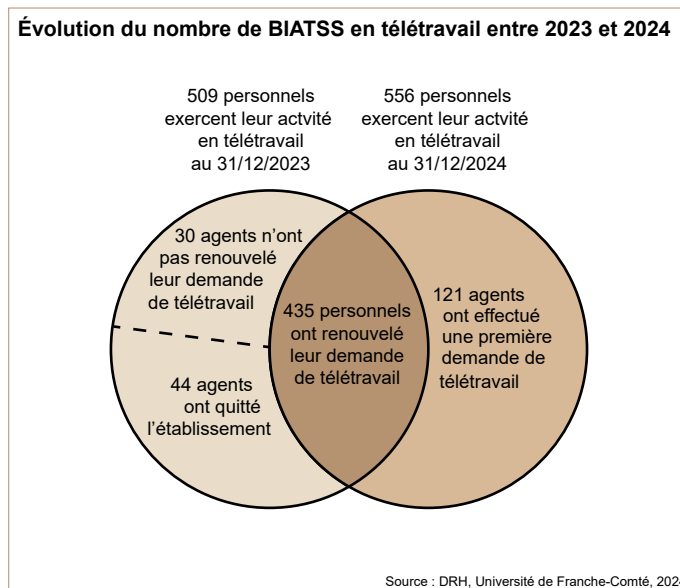 Évolution du nombre de BIATSS en télétravail entre 2023 et 2024
509 personnels
exercent leur actvité
en télétravail
au 31/12/2023
556 personnels
exercent leur actvité
en télétravail
au 31/12/2024
30 agents n’ont
pas renouvelé
leur demande
de télétravail
44 agents
ont quitté
l’établissement
435 personnels
ont renouvelé
leur demande
de télétravail
121 agents
ont effectué
une première
demande de
télétravail
Source : DRH, Université de Franche-Comté, 2024